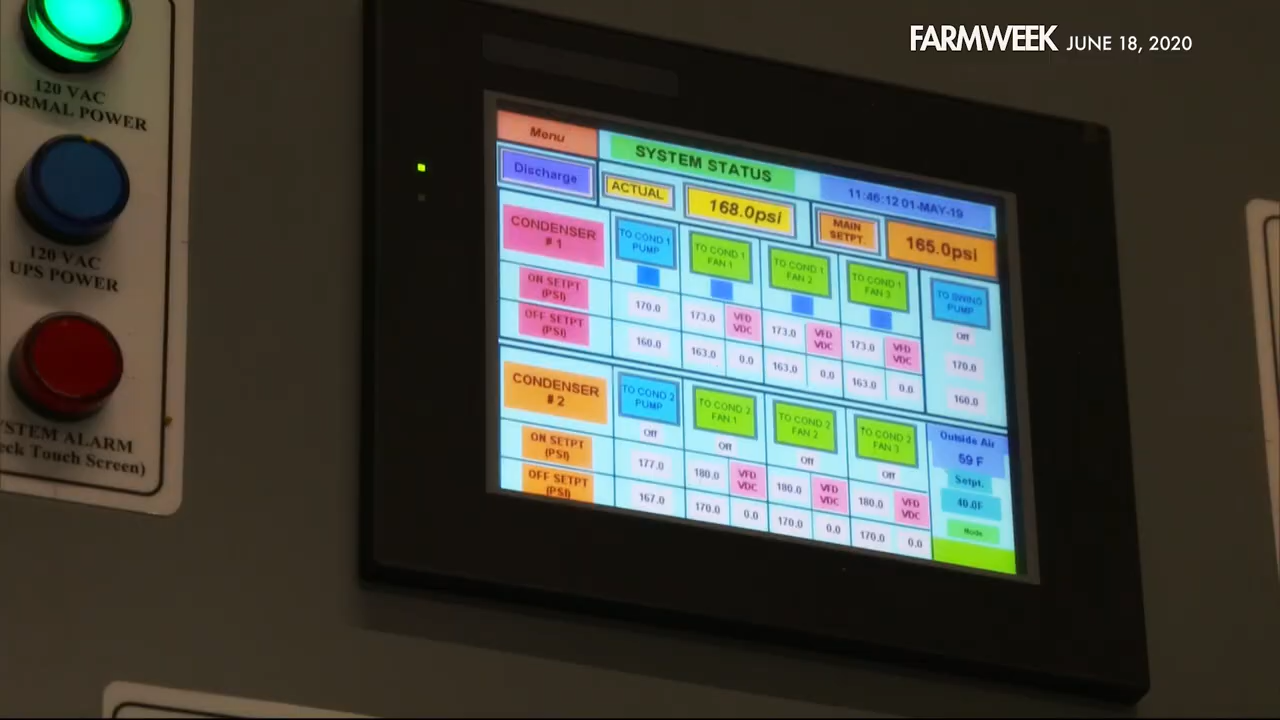 FARMWEEK JUNE 18, 2020
120 VAC
NORMAL POWER
120 VAC
UPS POWER
STEM ALARM
eck Touch Screen)
Menu
SYSTEM STATUS
11:46:12 01-MAY-19
Discharge
ACTUAL
168.0psi
MAIN
SETPT.
165.0psi
CONDENSER
# 1
TO COND 1
PUMP
TO COND 1
FAN 1
TO COND 1
FAN 2
TO COND 1
FAN 3
TO SWING
PUMP
Off
ON SETPT
(PSI)
170.0
173.0
VFD
VDC
173.0
VFD
VDC
173.0
VFD
VDC
170.0
OFF SETPT
(PSI)
160.0
163.0
0.0
163.0
0.0
163.0
0.0
160.0
CONDENSER
# 2
TO COND 2
PUMP
Off
TO COND 2
FAN 1
Off
TO COND 2
FAN 2
Off
TO COND 2
FAN 3
Off
ON SETPT
(PSI)
177.0
180.0
VFD
VDC
180.0
VFD
VDC
180.0
VFD
VDC
OFF SETPT
(PSI)
167.0
170.0
0.0
170.0
0.0
170.0
0.0
Outside Air
59 F
Setpt.
40.0F
Mode